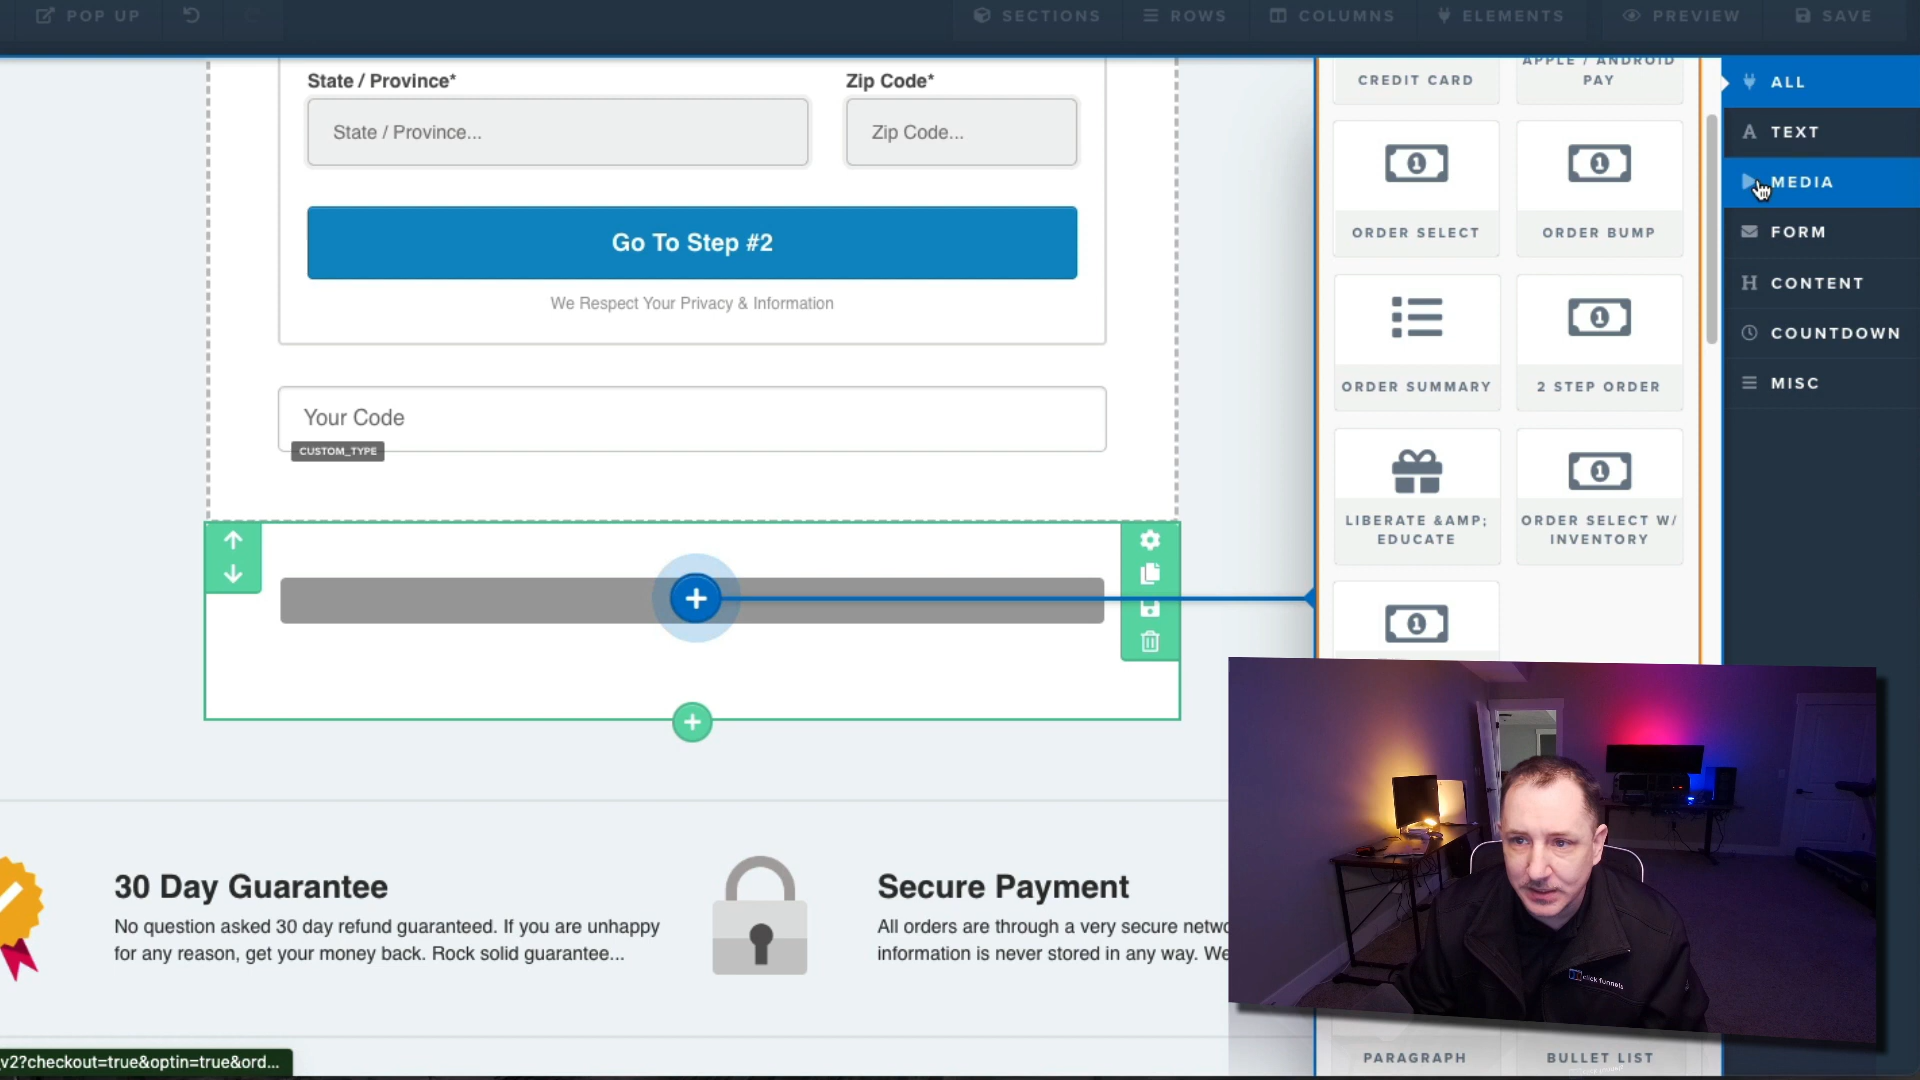 POP UP
SECTIONS
ROWS
COLUMNS
ELEMENTS
PREVIEW
SAVE
State / Province*
Zip Code*
State / Province...
Zip Code...
Go To Step #2
We Respect Your Privacy & Information
Your Code
CUSTOM_TYPE
CREDIT CARD
APPLE / ANDROID
PAY
ORDER SELECT
ORDER BUMP
ORDER SUMMARY
2 STEP ORDER
LIBERATE &AMP;
EDUCATE
ORDER SELECT W/
INVENTORY
ALL
TEXT
MEDIA
FORM
CONTENT
COUNTDOWN
MISC
30 Day Guarantee
No question asked 30 day refund guaranteed. If you are unhappy
for any reason, get your money back. Rock solid guarantee...
Secure Payment
All orders are through a very secure netwo
information is never stored in any way. We
click funnels
PARAGRAPH
BULLET LIST
v2?checkout=true&optin=true&ord...